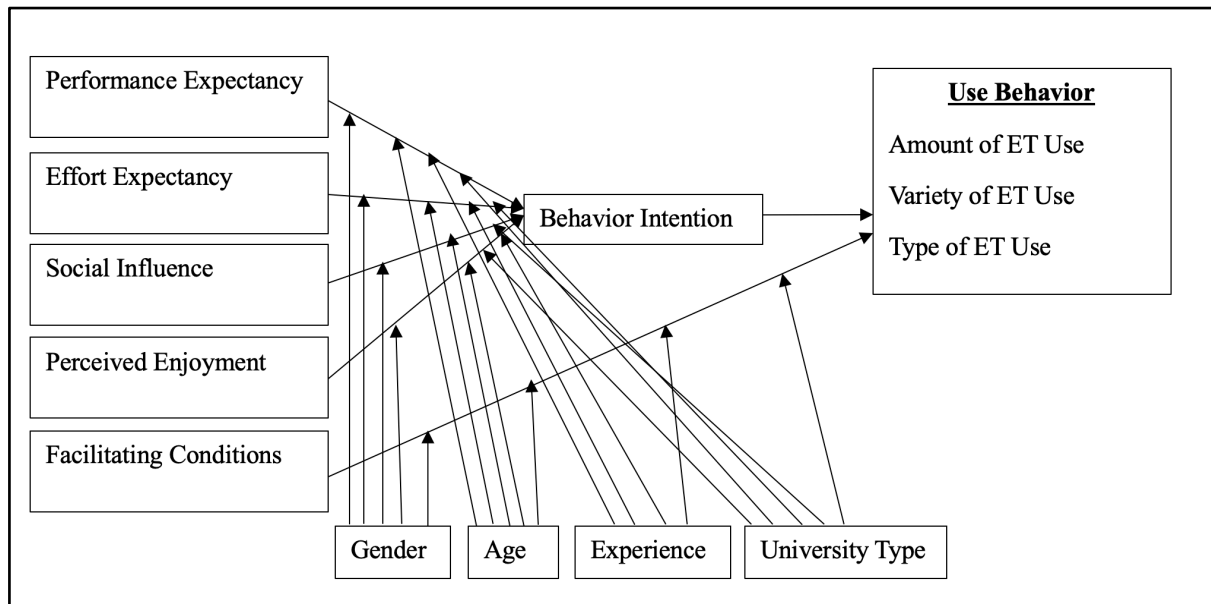 Performance Expectancy
Effort Expectancy
Social Influence
Perceived Enjoyment
Facilitating Conditions
Behavior Intention
Use Behavior
Amount of ET Use
Variety of ET Use
Type of ET Use
Gender
Age
Experience
University Type